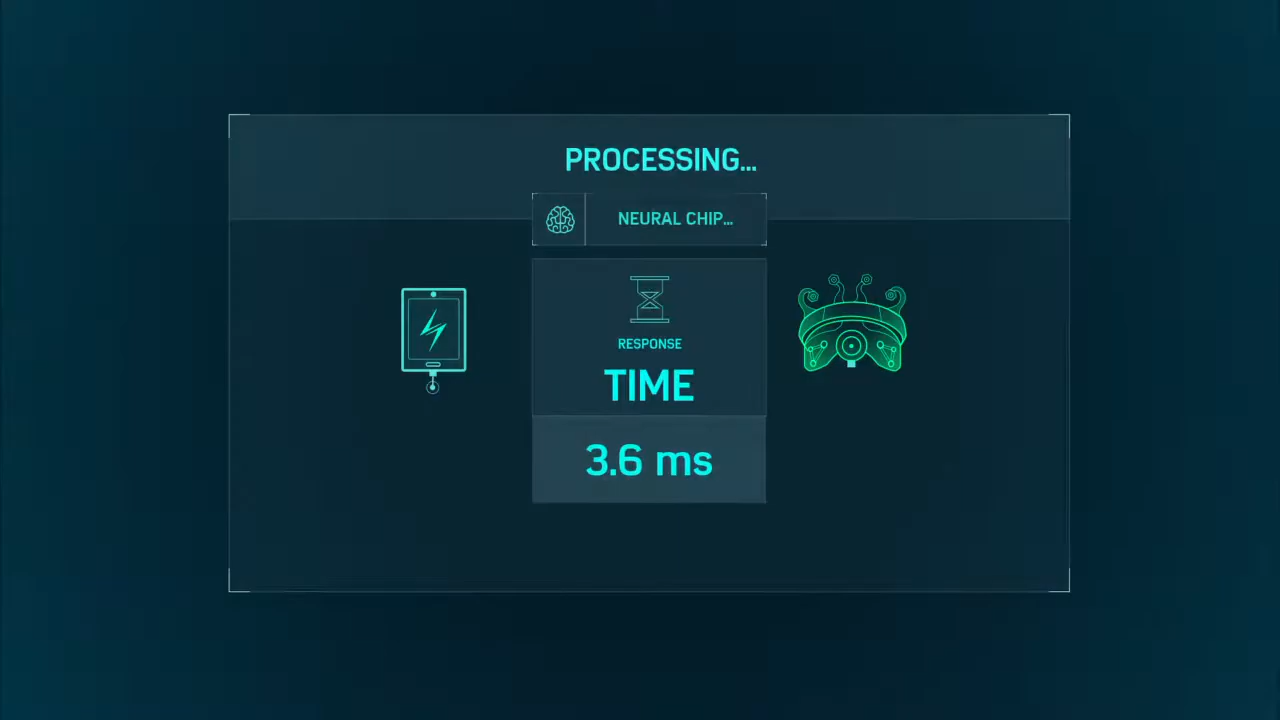 PROCESSING...
NEURAL CHIP...
RESPONSE
TIME
3.6 ms